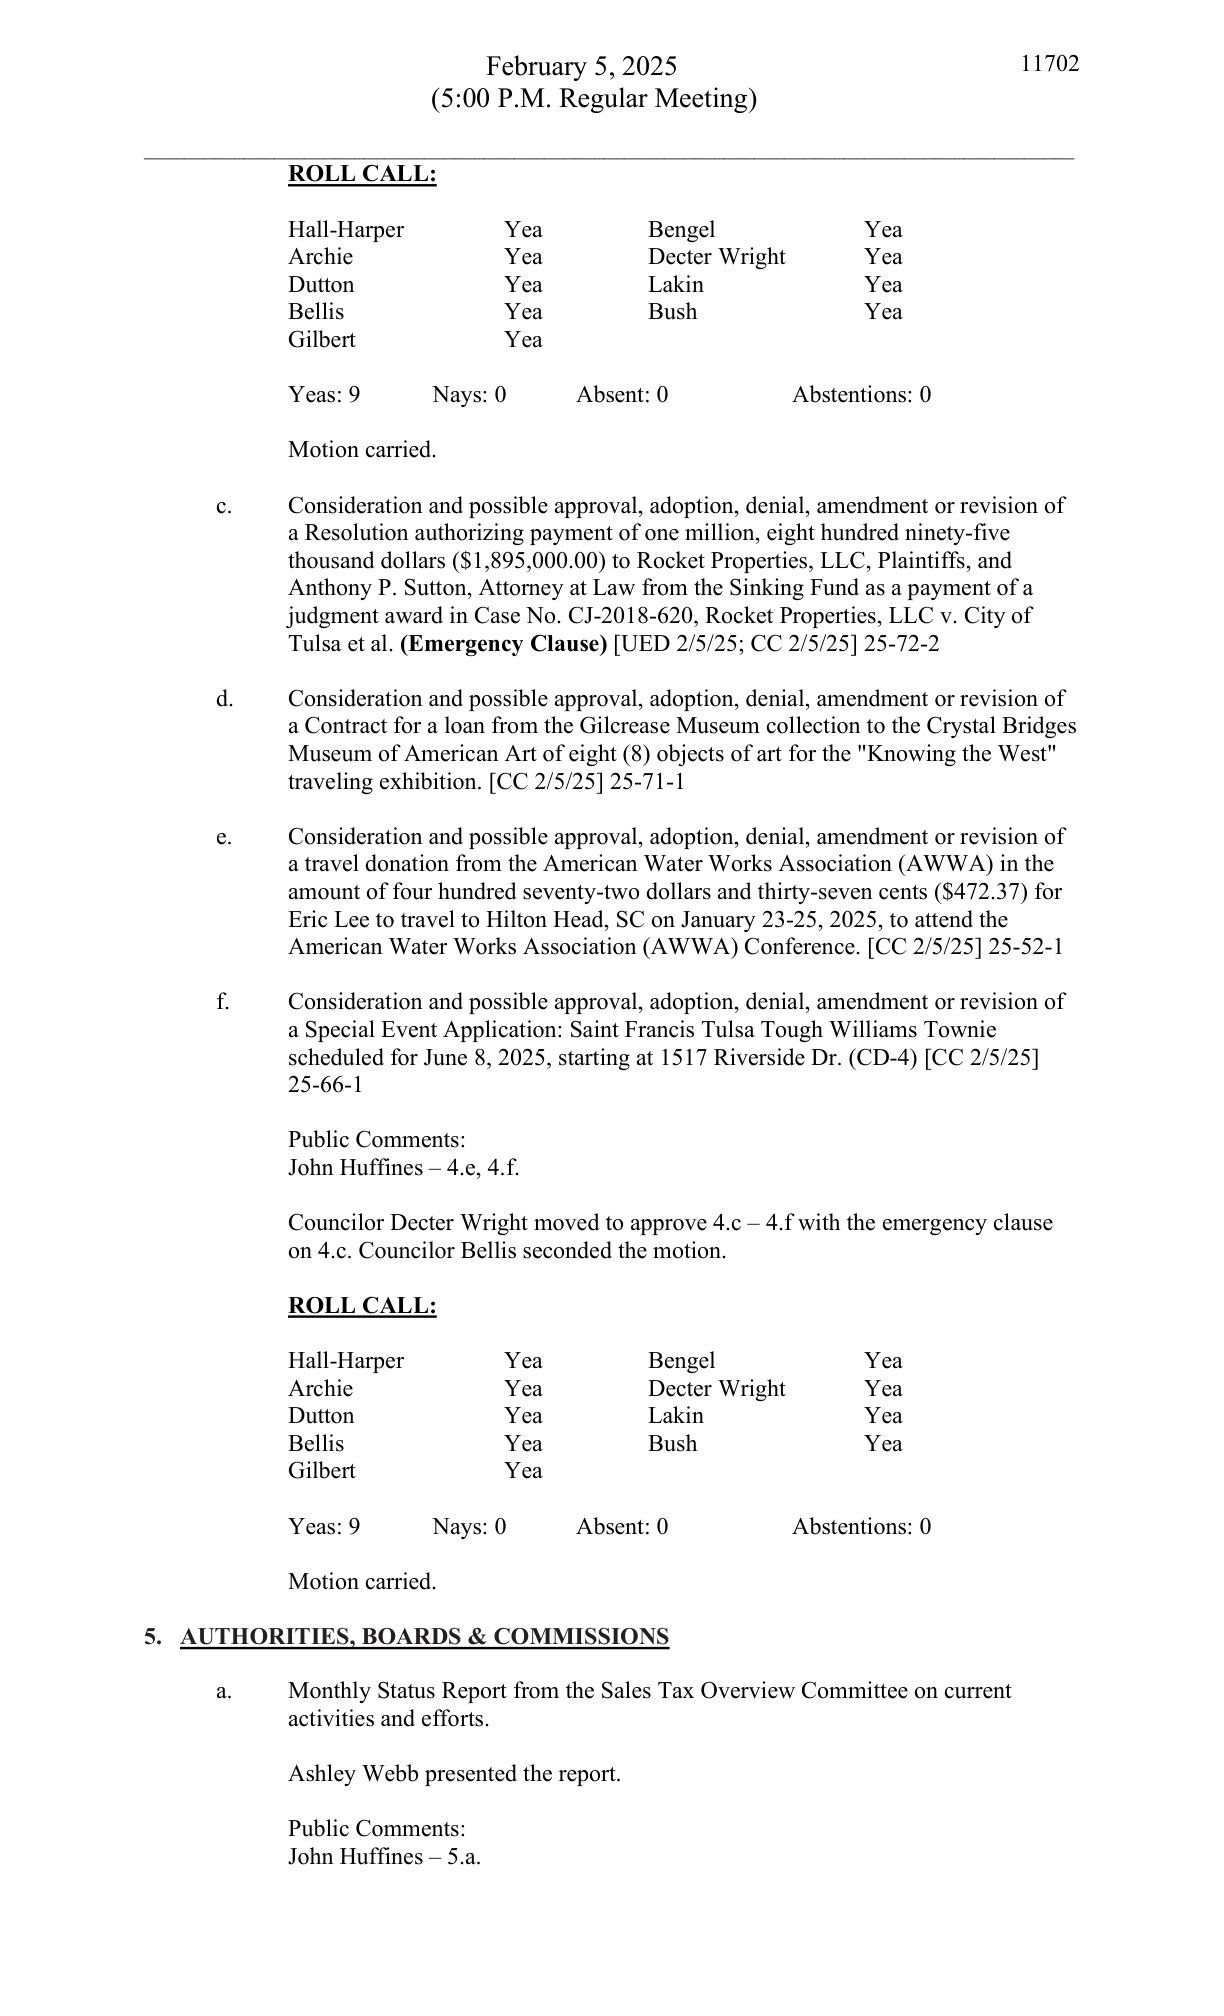 February 5, 2025
11702
(5:00 P.M. Regular Meeting)
ROLL CALL:
Hall-Harper Yea Bengel Yea
Archie Yea Decter Wright Yea
Dutton Yea Lakin Yea
Bellis Yea Bush Yea
Gilbert Yea
Yeas: 9 Nays: 0 Absent: 0 Abstentions: 0
Motion carried.
c. Consideration and possible approval, adoption, denial, amendment or revision of
a Resolution authorizing payment of one million, eight hundred ninety-five
thousand dollars ($1,895,000.00) to Rocket Properties, LLC, Plaintiffs, and
Anthony P. Sutton, Attorney at Law from the Sinking Fund as a payment of a
judgment award in Case No. CJ-2018-620, Rocket Properties, LLC v. City of
Tulsa et al. (Emergency Clause) [UED 2/5/25; CC 2/5/25] 25-72-2
d. Consideration and possible approval, adoption, denial, amendment or revision of
a Contract for a loan from the Gilcrease Museum collection to the Crystal Bridges
Museum of American Art of eight (8) objects of art for the "Knowing the West"
traveling exhibition. [CC 2/5/25] 25-71-1
e. Consideration and possible approval, adoption, denial, amendment or revision of
a travel donation from the American Water Works Association (AWWA) in the
amount of four hundred seventy-two dollars and thirty-seven cents ($472.37) for
Eric Lee to travel to Hilton Head, SC on January 23-25, 2025, to attend the
American Water Works Association (AWWA) Conference. [CC 2/5/25] 25-52-1
f. Consideration and possible approval, adoption, denial, amendment or revision of
a Special Event Application: Saint Francis Tulsa Tough Williams Townie
scheduled for June 8, 2025, starting at 1517 Riverside Dr. (CD-4) [CC 2/5/25]
25-66-1
Public Comments:
John Huffines – 4.e, 4.f.
Councilor Decter Wright moved to approve 4.c – 4.f with the emergency clause
on 4.c. Councilor Bellis seconded the motion.
ROLL CALL:
Hall-Harper Yea Bengel Yea
Archie Yea Decter Wright Yea
Dutton Yea Lakin Yea
Bellis Yea Bush Yea
Gilbert Yea
Yeas: 9 Nays: 0 Absent: 0 Abstentions: 0
Motion carried.
5. AUTHORITIES, BOARDS & COMMISSIONS
a. Monthly Status Report from the Sales Tax Overview Committee on current
activities and efforts.
Ashley Webb presented the report.
Public Comments:
John Huffines – 5.a.